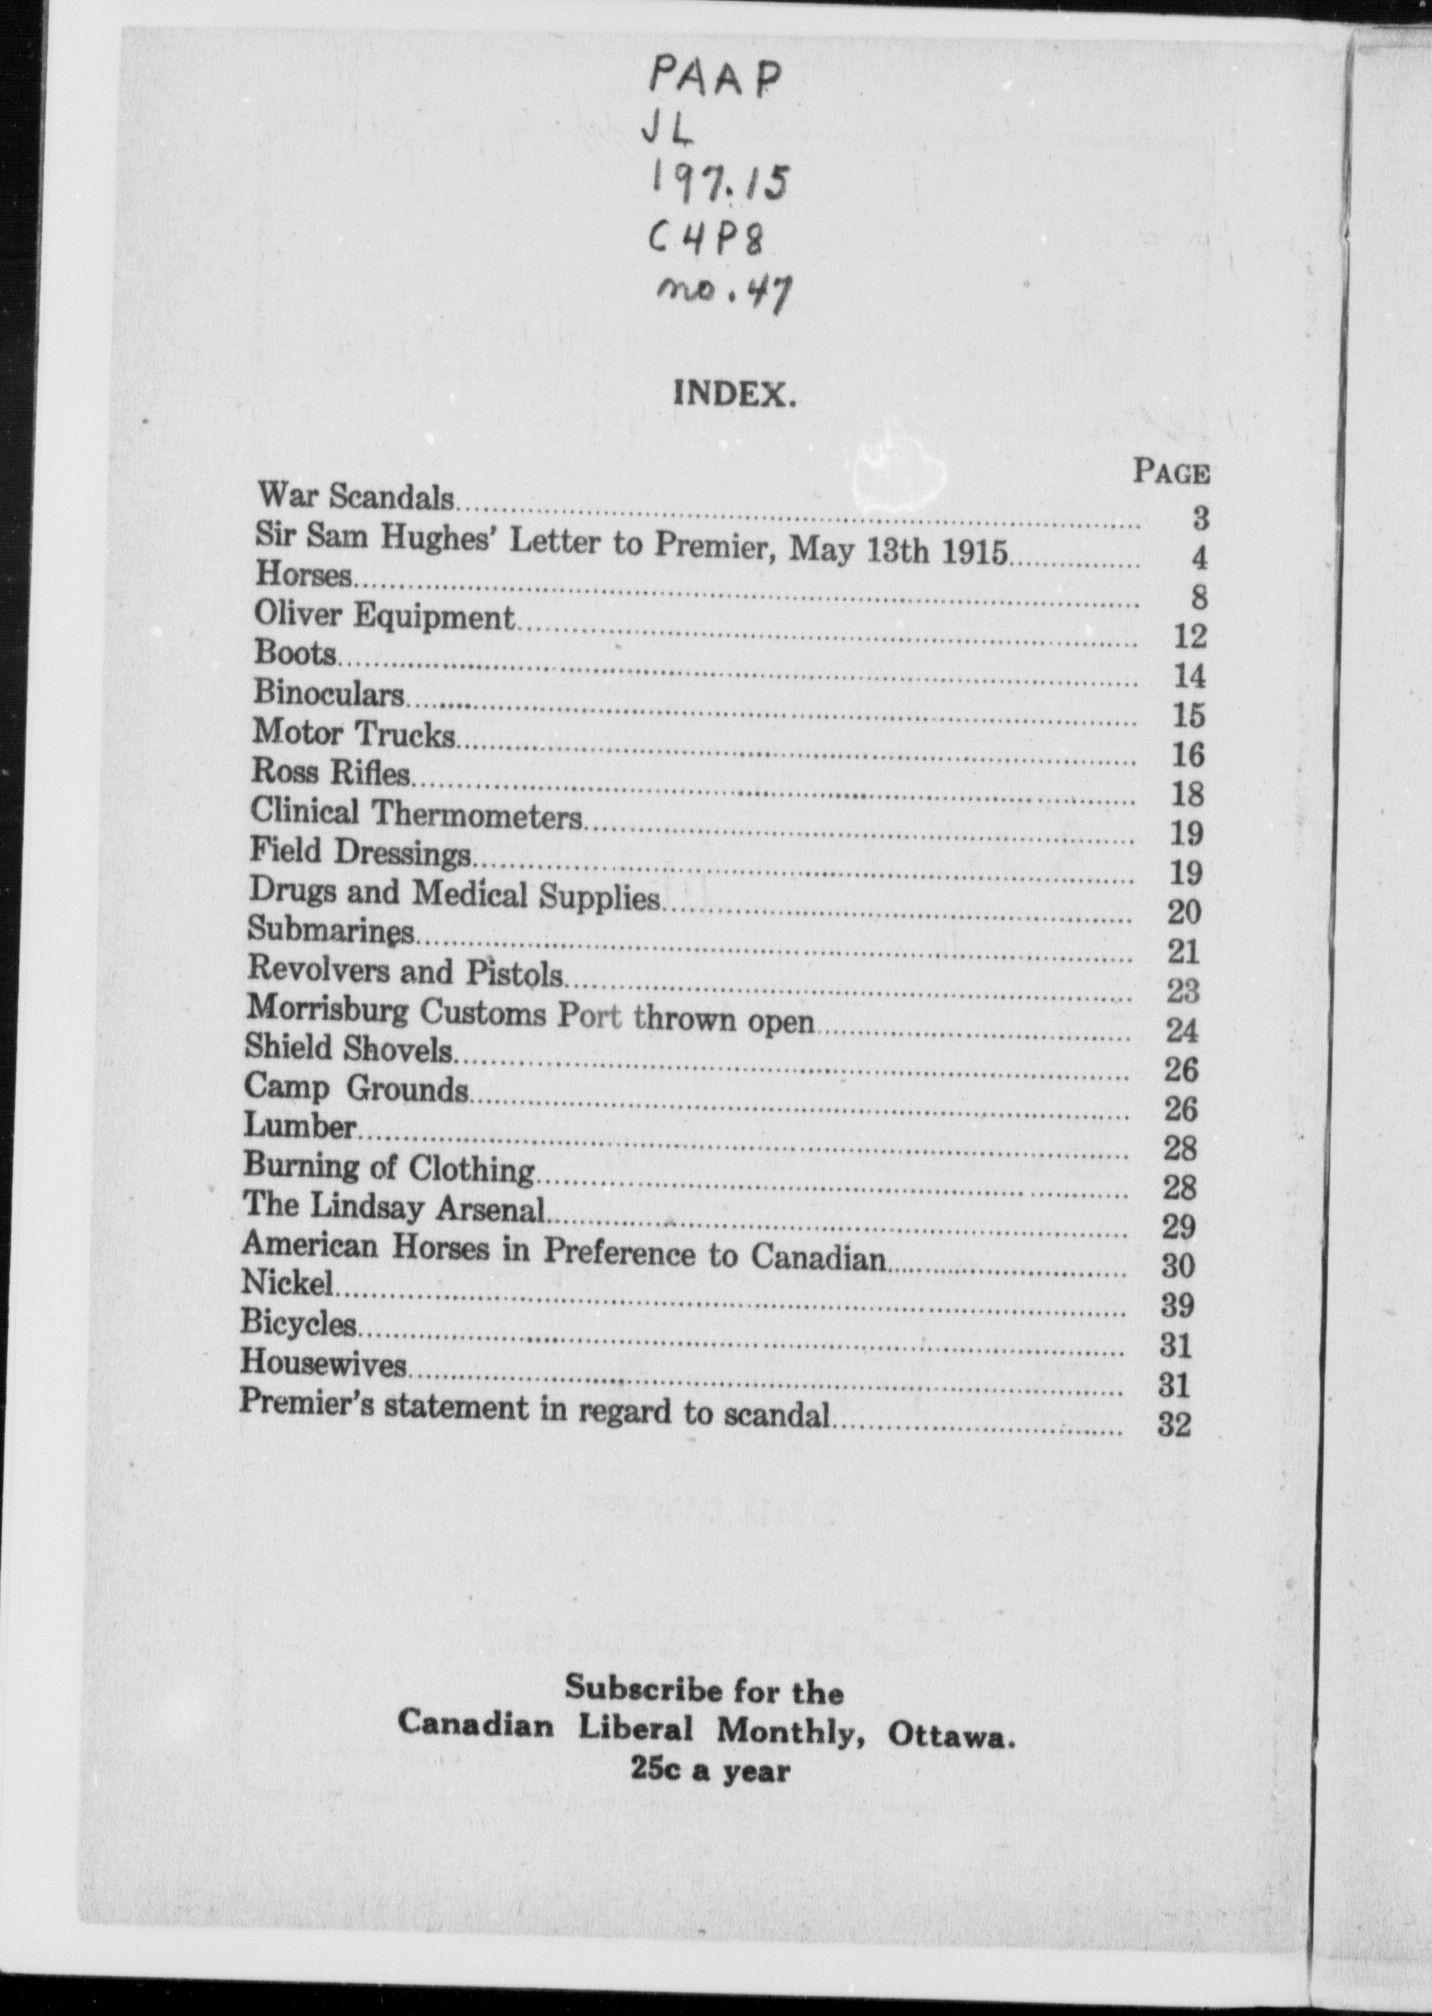 PAAP
JL
197.15
C4P8
no.47
INDEX.
PAGE
War Scandals 3
Sir Sam Hughes' Letter to Premier, May 13th 1915 4
Horses 8
Oliver Equipment 12
Boots 14
Binoculars 15
Motor Trucks 16
Ross Rifles 18
Clinical Thermometers 19
Field Dressings 19
Drugs and Medical Supplies 20
Submarines 21
Revolvers and Pistols 23
Morrisburg Customs Port thrown open 24
Shield Shovels 26
Camp Grounds 26
Lumber 28
Burning of Clothing 28
The Lindsay Arsenal 29
American Horses in Preference to Canadian 30
Nickel 39
Bicycles 31
Housewives 31
Premier's statement in regard to scandal 32
Subscribe for the
Canadian Liberal Monthly, Ottawa.
25c a year